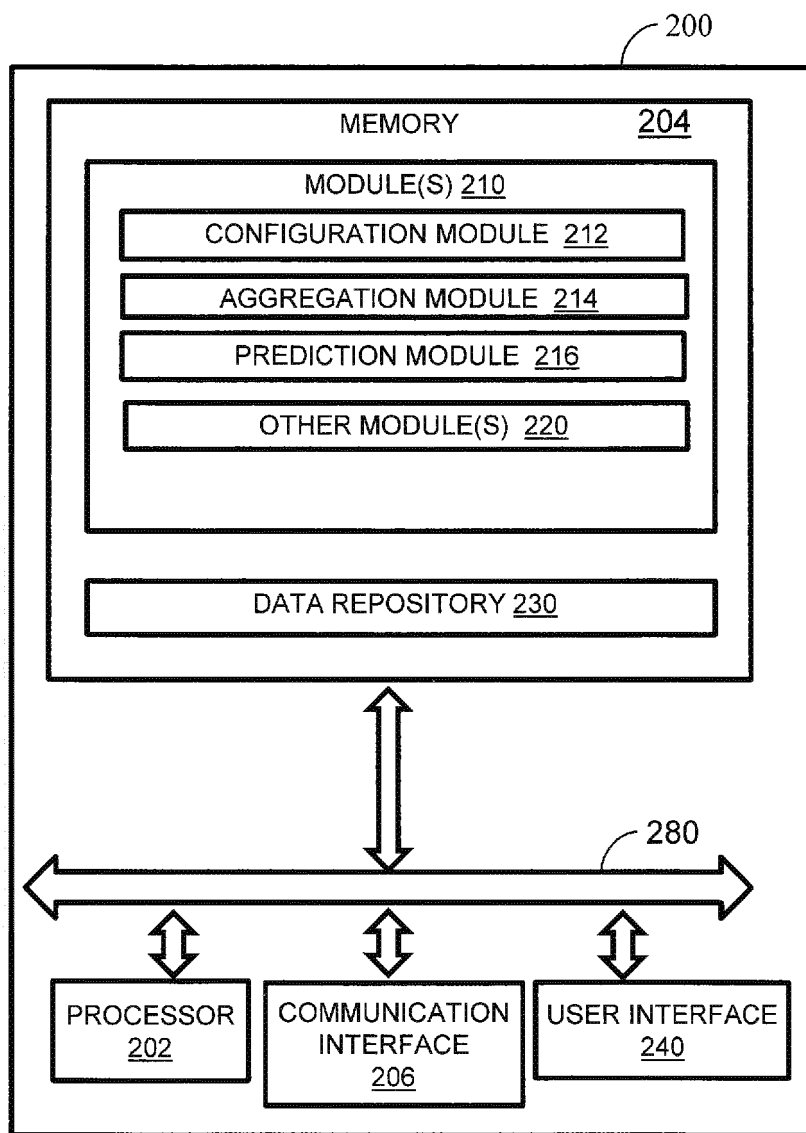 200
MEMORY 204
MODULE(S) 210
CONFIGURATION MODULE 212
AGGREGATION MODULE 214
PREDICTION MODULE 216
OTHER MODULE(S) 220
DATA REPOSITORY 230
280
PROCESSOR
202
COMMUNICATION
INTERFACE
206
USER INTERFACE
240